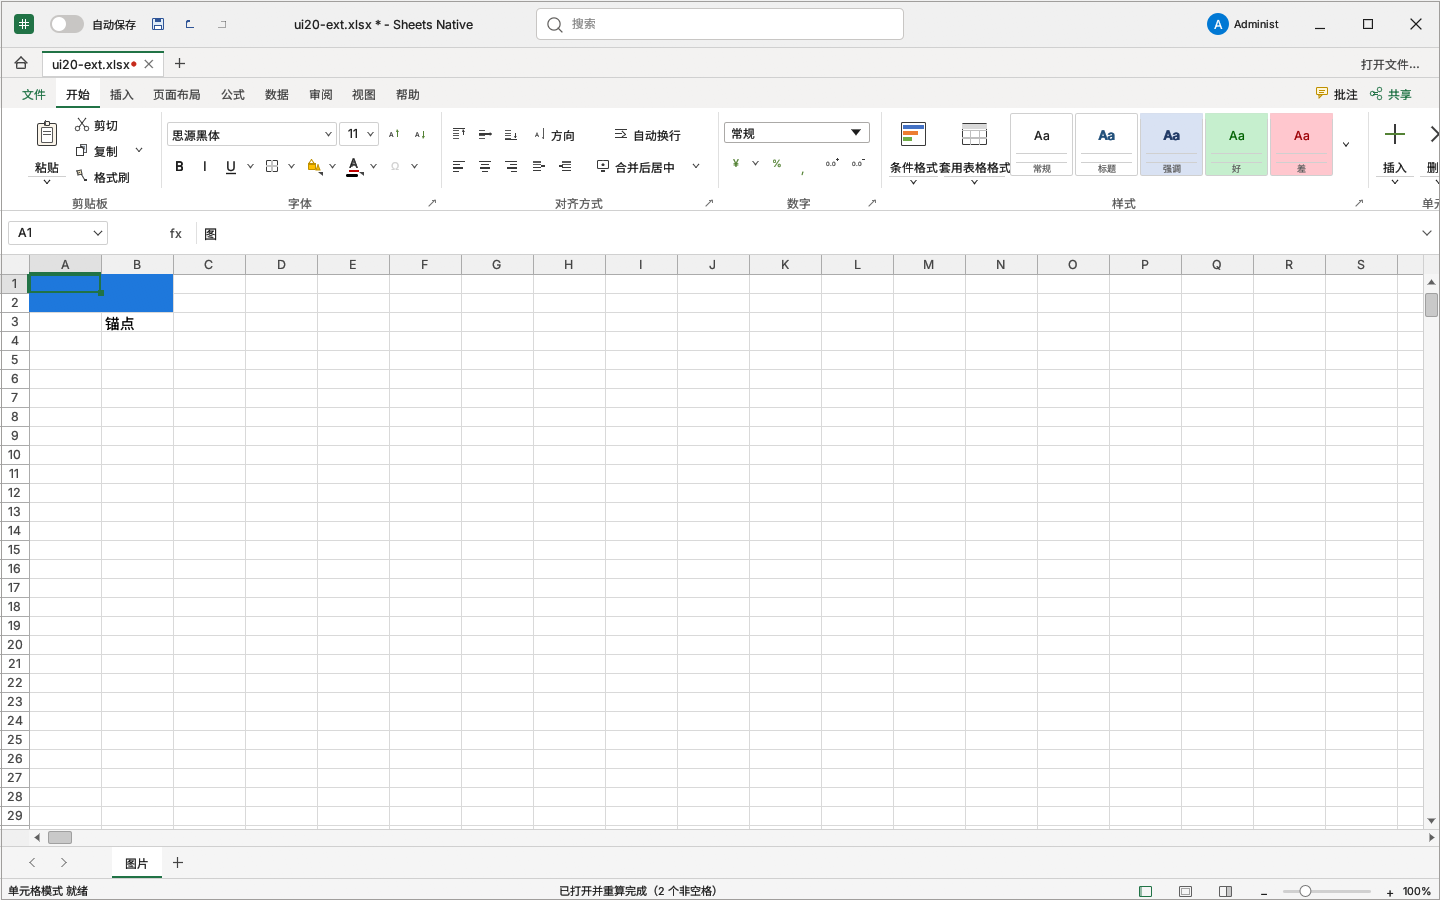 自动保存
ui20-ext.xlsx * - Sheets Native
搜索
A
Administ
ui20-ext.xlsx
打开文件...
文件 开始 插入 页面布局 公式 数据 审阅 视图 帮助
批注 共享
粘贴
剪切
复制
格式刷
剪贴板
思源黑体 11 A A
B I U A
字体
方向 自动换行
合并后居中
对齐方式
常规
¥ % ,
数字
条件格式 套用表格格式
Aa 常规
Aa 标题
Aa 强调
Aa 好
Aa 差
样式
插入
A1 fx 图
A B C D E F G H I J K L M N O P Q R S
1
2
3 锚点
4
5
6
7
8
9
10
11
12
13
14
15
16
17
18
19
20
21
22
23
24
25
26
27
28
29
图片
单元格模式 就绪
已打开并重算完成（2 个非空格）
100%